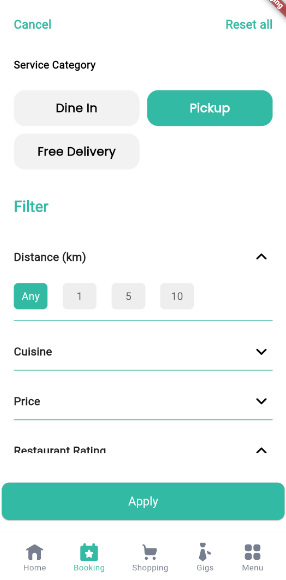 Cancel Reset all
Service Category
Dine In Pickup
Free Delivery
Filter
Distance (km)
Any 1 5 10
Cuisine
Price
Restaurant Rating
Apply
Home Booking Shopping Gigs Menu